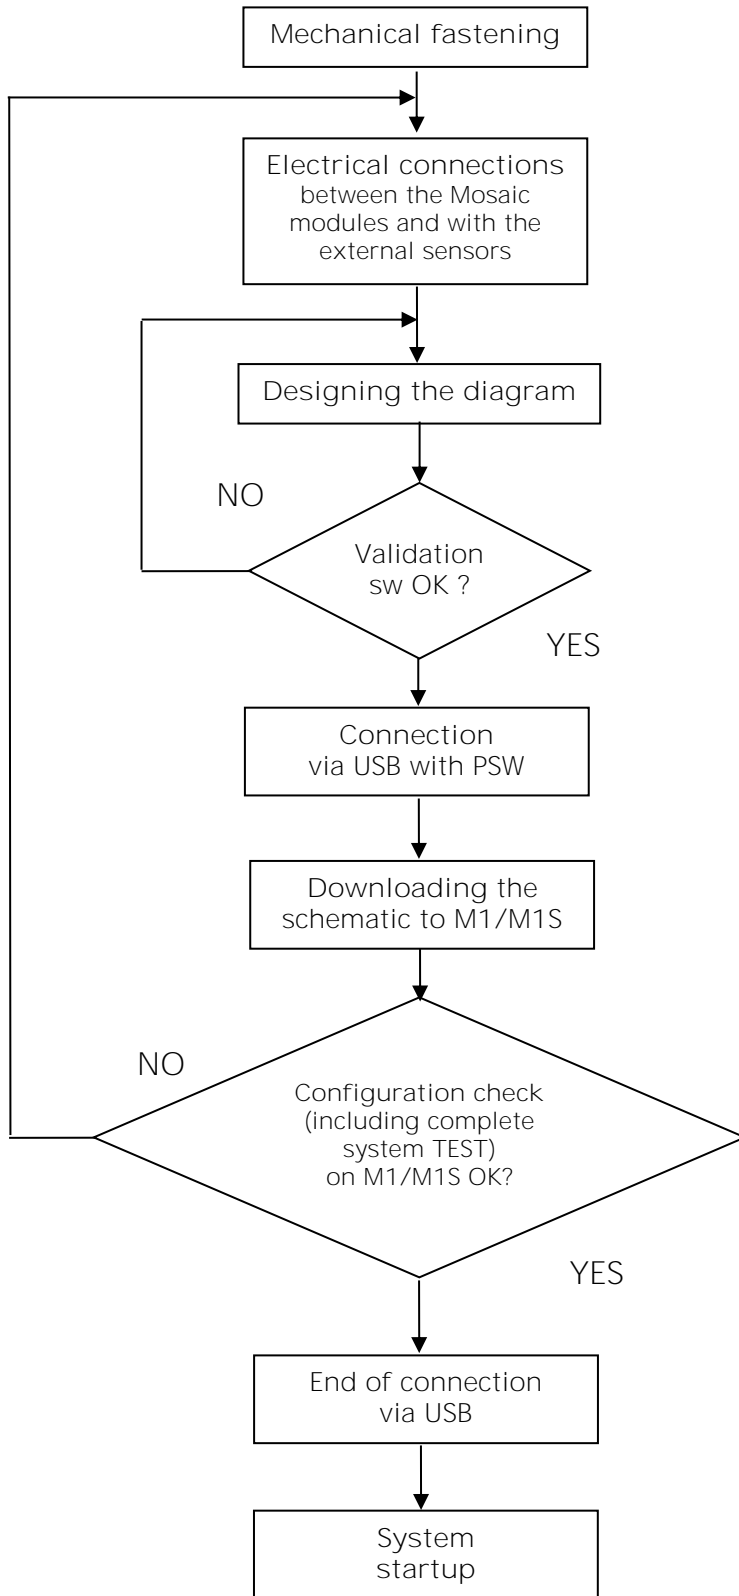 Mechanical fastening
Electrical connections
between the Mosaic
modules and with the
external sensors
Designing the diagram
NO
Validation
sw OK ?
YES
Connection
via USB with PSW
Downloading the
schematic to M1/M1S
NO
Configuration check
(including complete
system TEST)
on M1/M1S OK?
YES
End of connection
via USB
System
startup